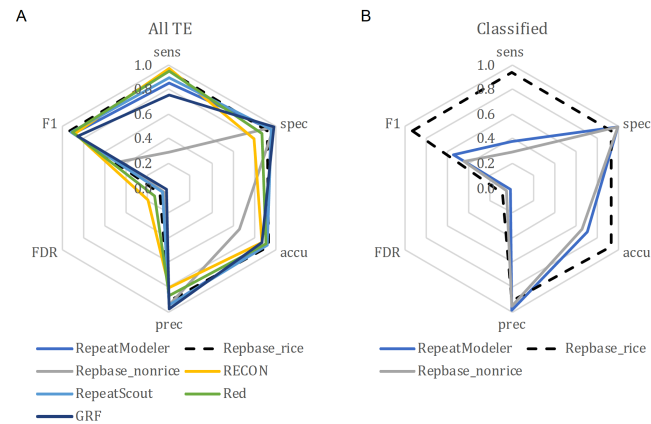 A
All TE
sens
1.0
0.8
0.6
0.4
0.2
0.0
F1
spec
FDR
accu
prec
RepeatModeler
Repbase_rice
Repbase_nonrice
RECON
RepeatScout
Red
GRF
B
Classified
sens
1.0
0.8
0.6
0.4
0.2
0.0
F1
spec
FDR
accu
prec
RepeatModeler
Repbase_rice
Repbase_nonrice